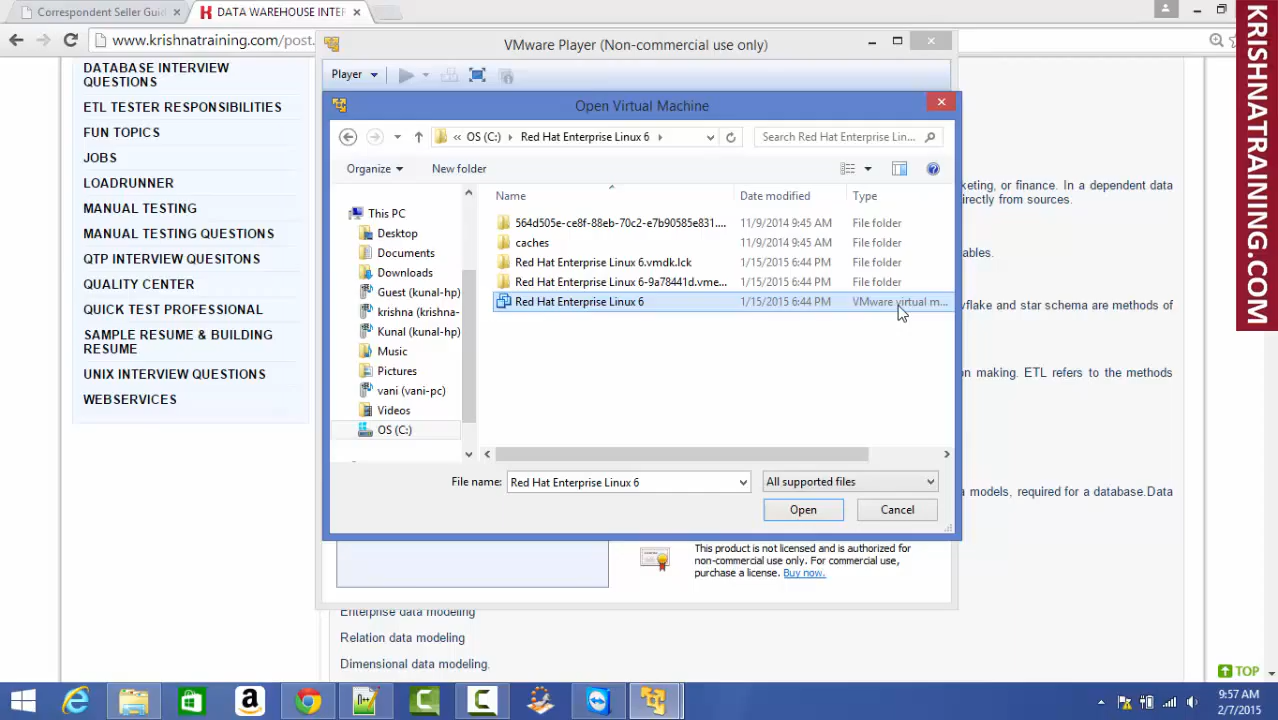 Correspondent Seller Guid
DATA WAREHOUSE INTER
www.krishnatraining.com/post.
DATABASE INTERVIEW
QUESTIONS
ETL TESTER RESPONSIBILITIES
FUN TOPICS
JOBS
LOADRUNNER
MANUAL TESTING
MANUAL TESTING QUESTIONS
QTP INTERVIEW QUESTIONS
QUALITY CENTER
QUICK TEST PROFESSIONAL
SAMPLE RESUME & BUILDING
RESUME
UNIX INTERVIEW QUESTIONS
WEBSERVICES
VMware Player (Non-commercial use only)
Player
Open Virtual Machine
« OS (C:) Red Hat Enterprise Linux 6
Search Red Hat Enterprise Lin...
Organize
New folder
This PC
Desktop
Documents
Downloads
Guest (kunal-hp)
krishna (krishna-
Kunal (kunal-hp)
Music
Pictures
vani (vani-pc)
Videos
OS (C:)
Name Date modified Type
564d503e-ce8f-88eb-70c2-e7b90585e831.... 11/9/2014 9:45 AM File folder
caches 11/9/2014 9:45 AM File folder
Red Hat Enterprise Linux 6.vmdk.lck 1/15/2015 6:44 PM File folder
Red Hat Enterprise Linux 6-9a78441d.vme... 1/15/2015 6:44 PM File folder
Red Hat Enterprise Linux 6 1/15/2015 6:44 PM VMware virtual m...
File name: Red Hat Enterprise Linux 6
All supported files
Open
Cancel
This product is not licensed and is authorized for
non-commercial use only. For commercial use,
purchase a license. Buy now.
keting, or finance. In a dependent data
directly from sources.
ables.
flake and star schema are methods of
on making. ETL refers to the methods
a models, required for a database.Data
Enterprise data modeling
Relation data modeling
Dimensional data modeling.
TOP
KRISHNATRAINING.COM
9:57 AM
2/7/2015